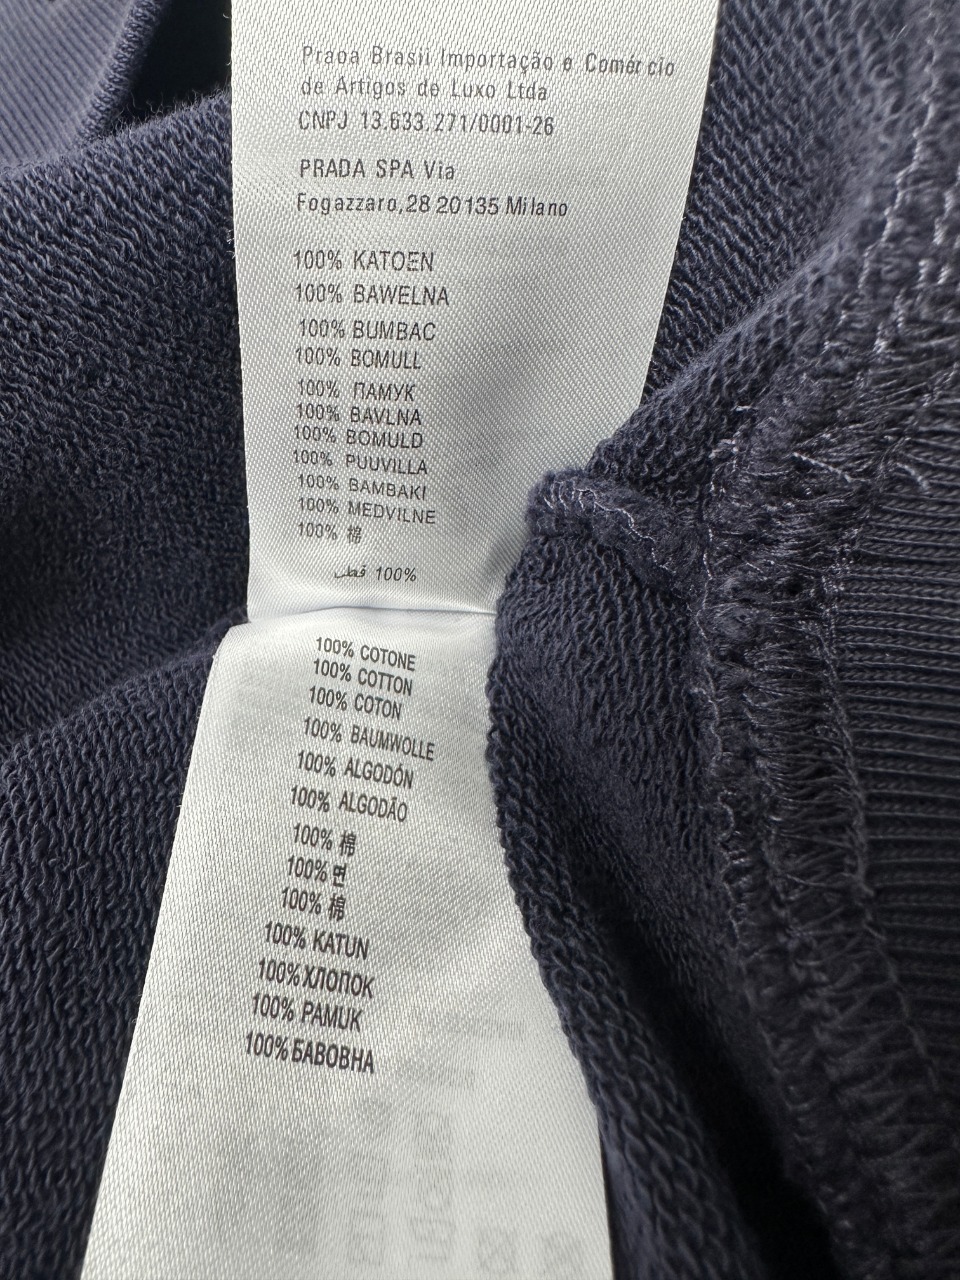 Praoa Brasil Importação e Comércio
de Artigos de Luxo Ltda
CNPJ 13.633.271/0001-26
PRADA SPA Via
Fogazzaro,28 20135 Milano
100% KATOEN
100% BAWELNA
100% BUMBAC
100% BOMULL
100% ПАМУК
100% BAVLNA
100% BOMULD
100% PUUVILLA
100% BAMBAKI
100% MEDVILNE
100% 棉
100% قطن
100% COTONE
100% COTTON
100% COTON
100% BAUMWOLLE
100% ALGODÓN
100% ALGODÃO
100% 棉
100% 면
100% 棉
100% KATUN
100% ХЛОПОК
100% PAMUK
100% БАВОВНА